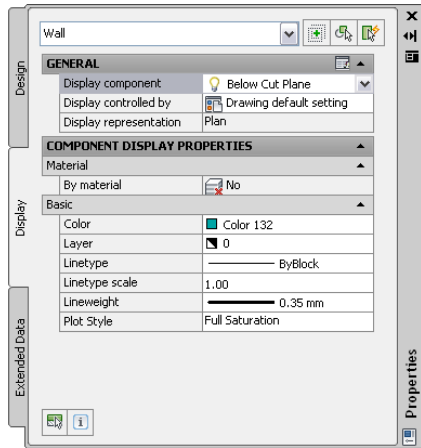 Wall
GENERAL
Display component Below Cut Plane
Display controlled by Drawing default setting
Display representation Plan
COMPONENT DISPLAY PROPERTIES
Material
By material No
Basic
Color Color 132
Layer 0
Linetype ByBlock
Linetype scale 1.00
Lineweight 0.35 mm
Plot Style Full Saturation
Design
Display
Extended Data
Properties